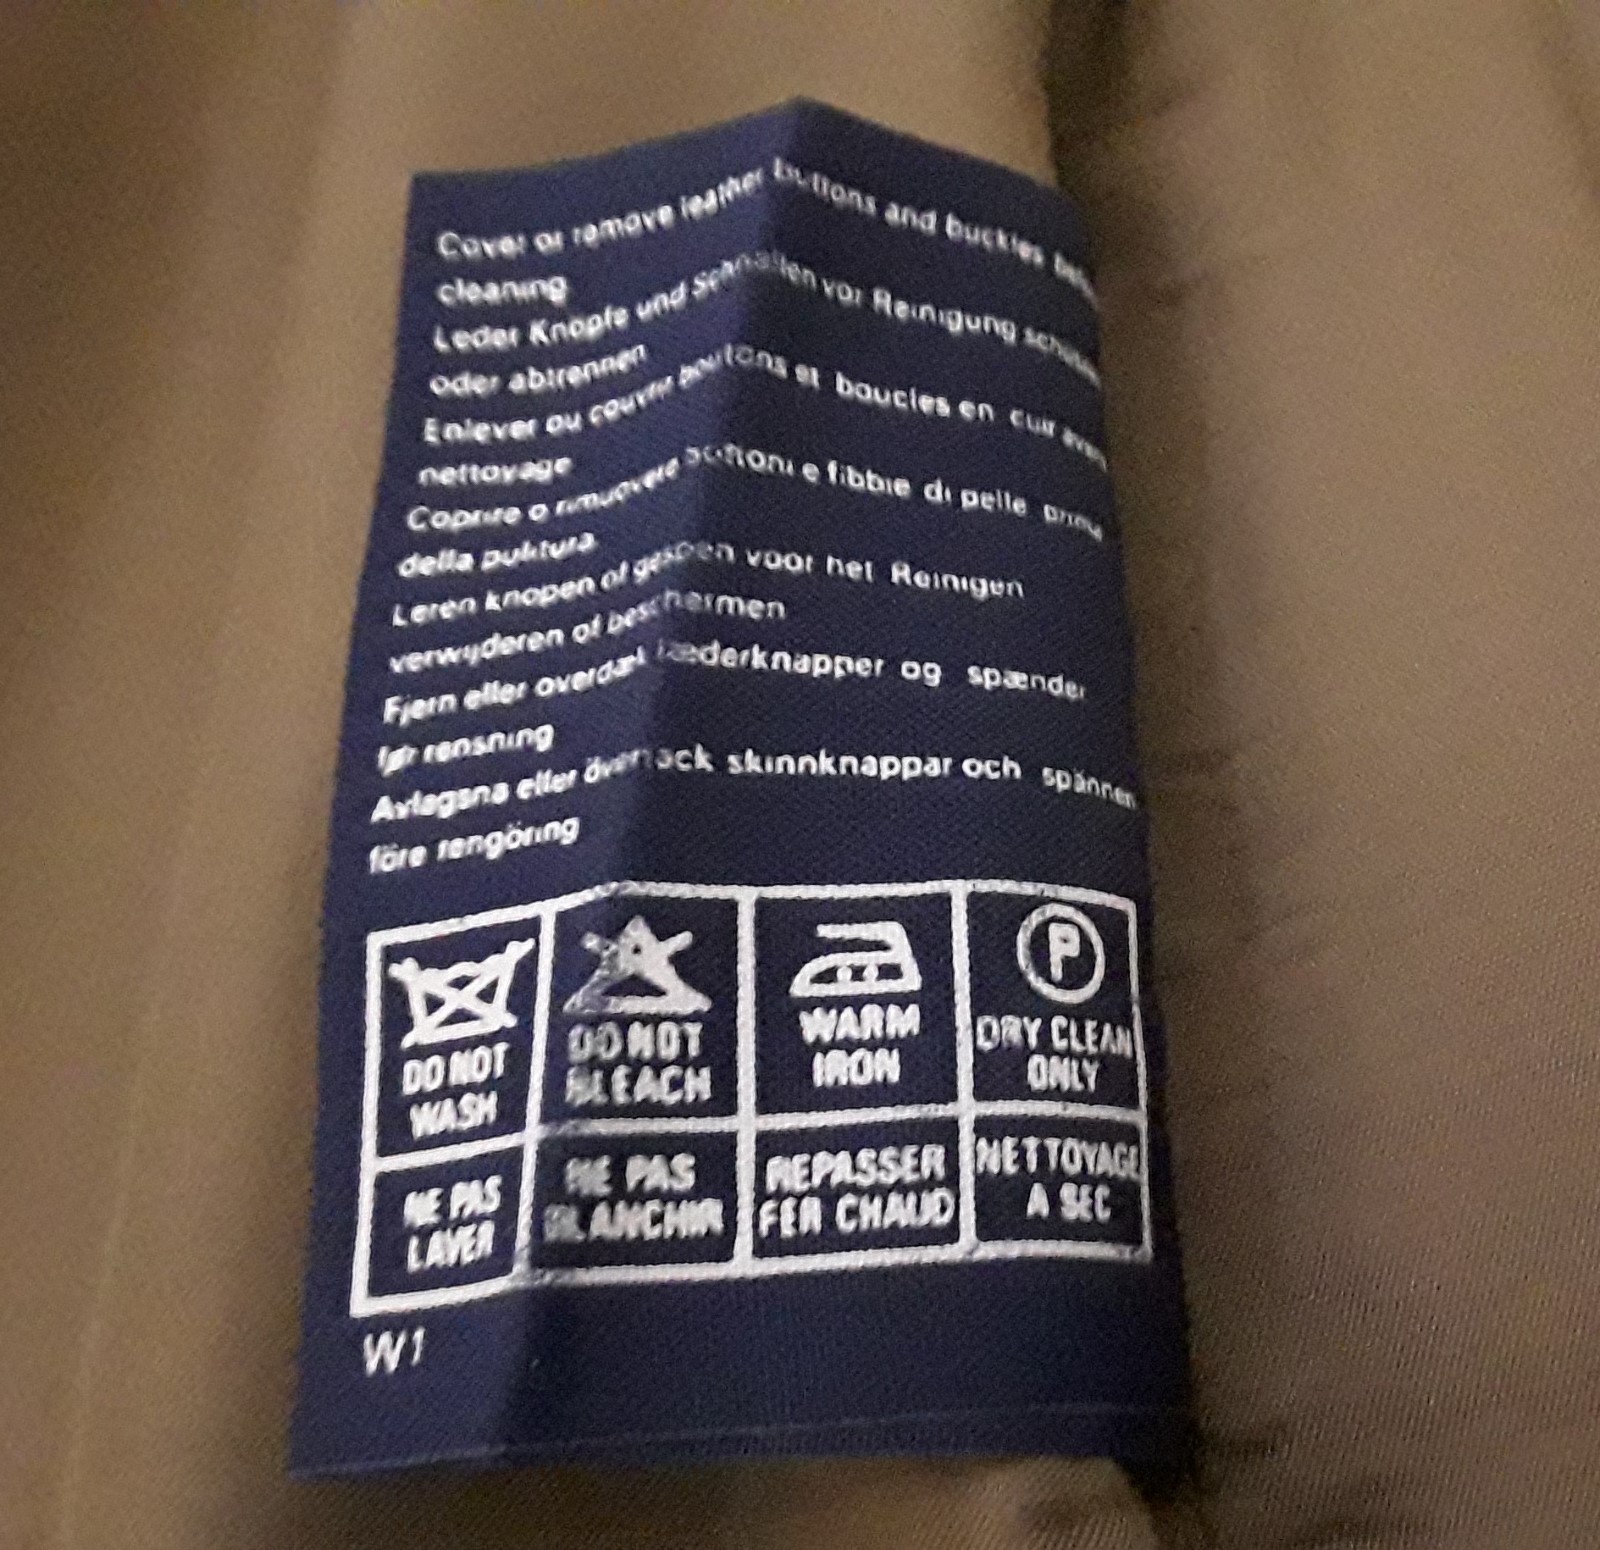 Cover or remove leather buttons and buckles before
cleaning
Leder Knöpfe und Schnallen vor Reinigung schützen
oder abtrennen
Enlever ou couvrir boutons et boucles en cuir avant
nettoyage
Coprire o rimuovere bottoni e fibbie di pelle prima
della pulitura
Leren knopen of gespen voor het Reinigen
verwijderen of beschermen
Fjern eller overdæk læderknapper og spænder
før rensning
Avlägsna eller övertäck skinnknappar och spännen
före rengöring
DO NOT
WASH
DO NOT
BLEACH
WARM
IRON
P
DRY CLEAN
ONLY
NE PAS
LAVER
NE PAS
BLANCHIR
REPASSER
FER CHAUD
NETTOYAGE
A SEC
W1